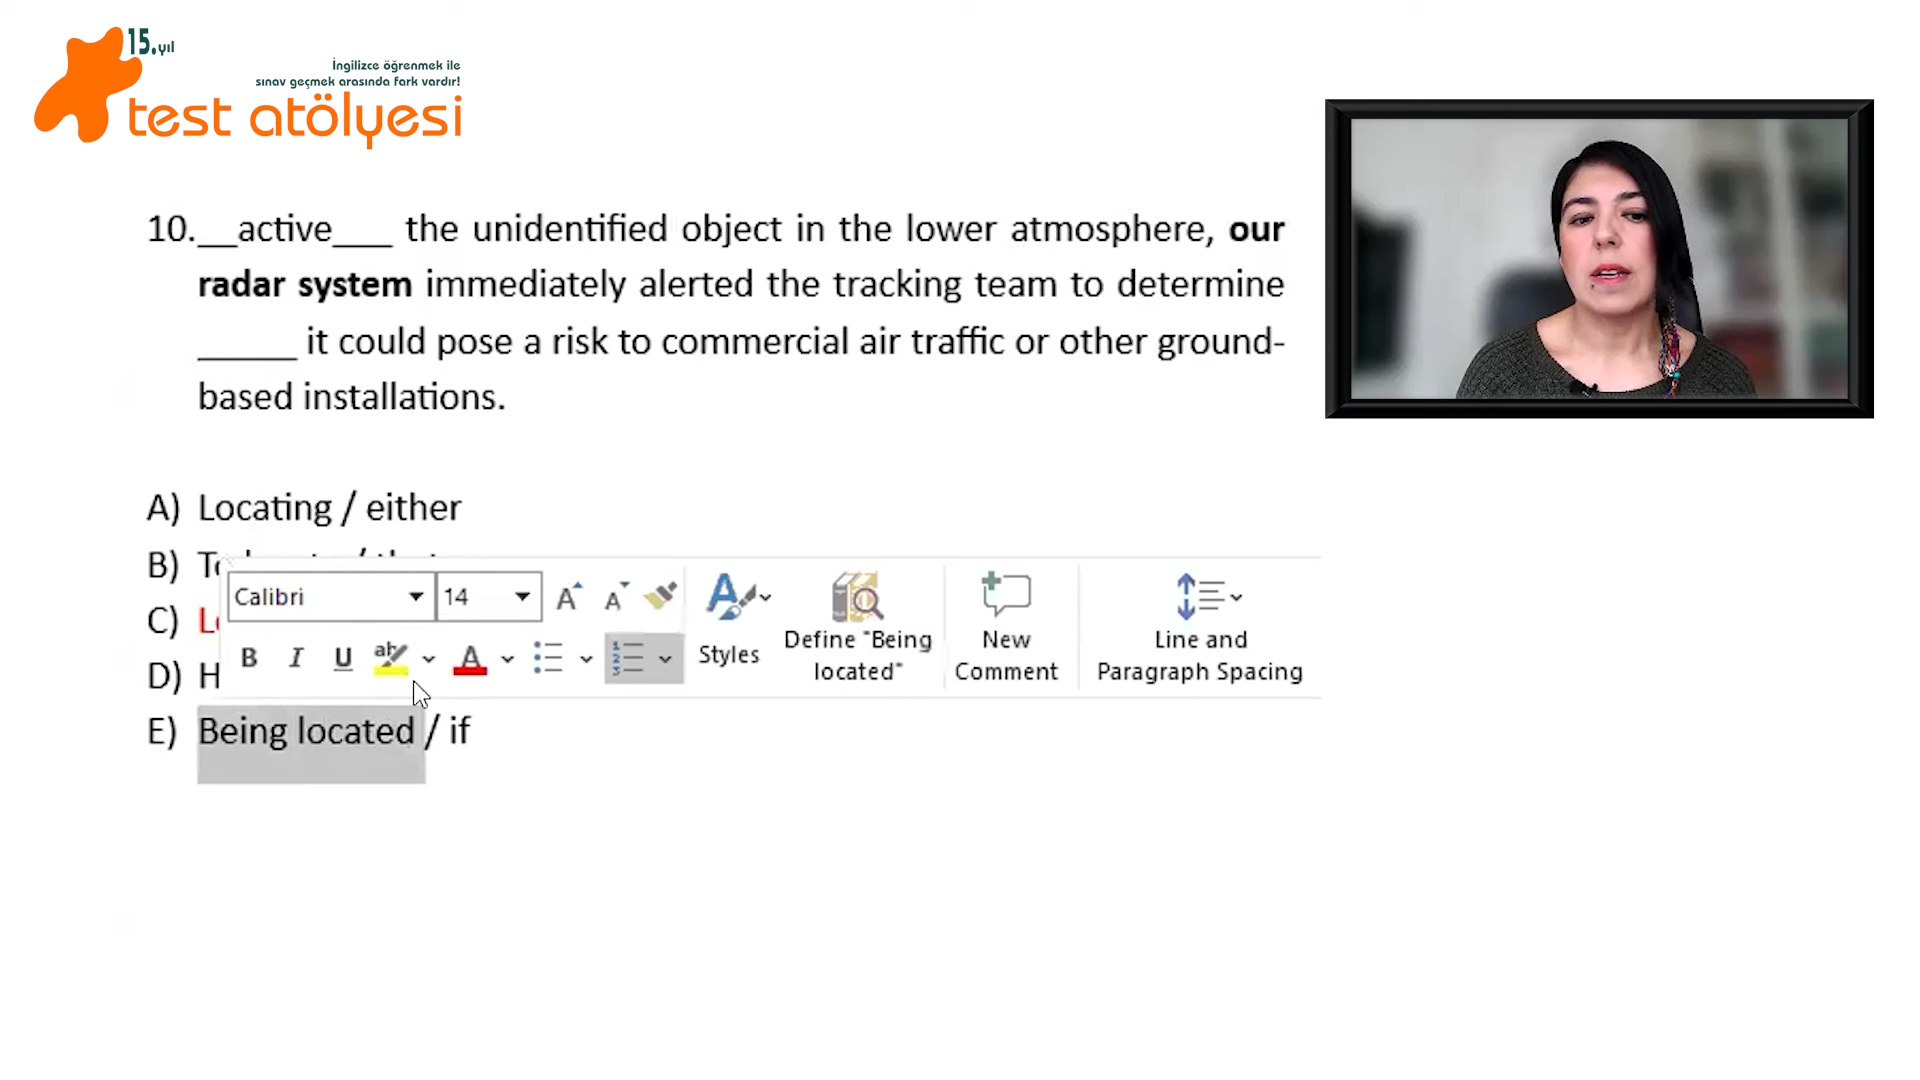 15.yıl
İngilizce öğrenmek ile
sınav geçmek arasında fark vardır!
test atölyesi
10.__active___ the unidentified object in the lower atmosphere, our
radar system immediately alerted the tracking team to determine
_____ it could pose a risk to commercial air traffic or other ground-
based installations.
A) Locating / either
B)
C)
D) H
E) Being located / if
Calibri 14
B I U ab A Styles
Define "Being
located"
New
Comment
Line and
Paragraph Spacing